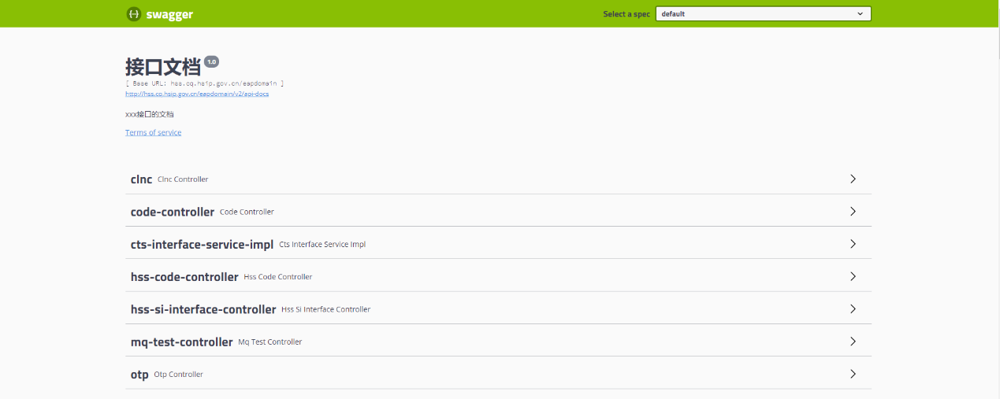 swagger
Select a spec default
接口文档 1.0
[ Base URL: hss.cq.hsip.gov.cn/eapdomain ]
http://hss.cq.hsip.gov.cn/eapdomain/v2/api-docs
xxx接口的文档
Terms of service
clnc Clnc Controller
code-controller Code Controller
cts-interface-service-impl Cts Interface Service Impl
hss-code-controller Hss Code Controller
hss-si-interface-controller Hss Si Interface Controller
mq-test-controller Mq Test Controller
otp Otp Controller